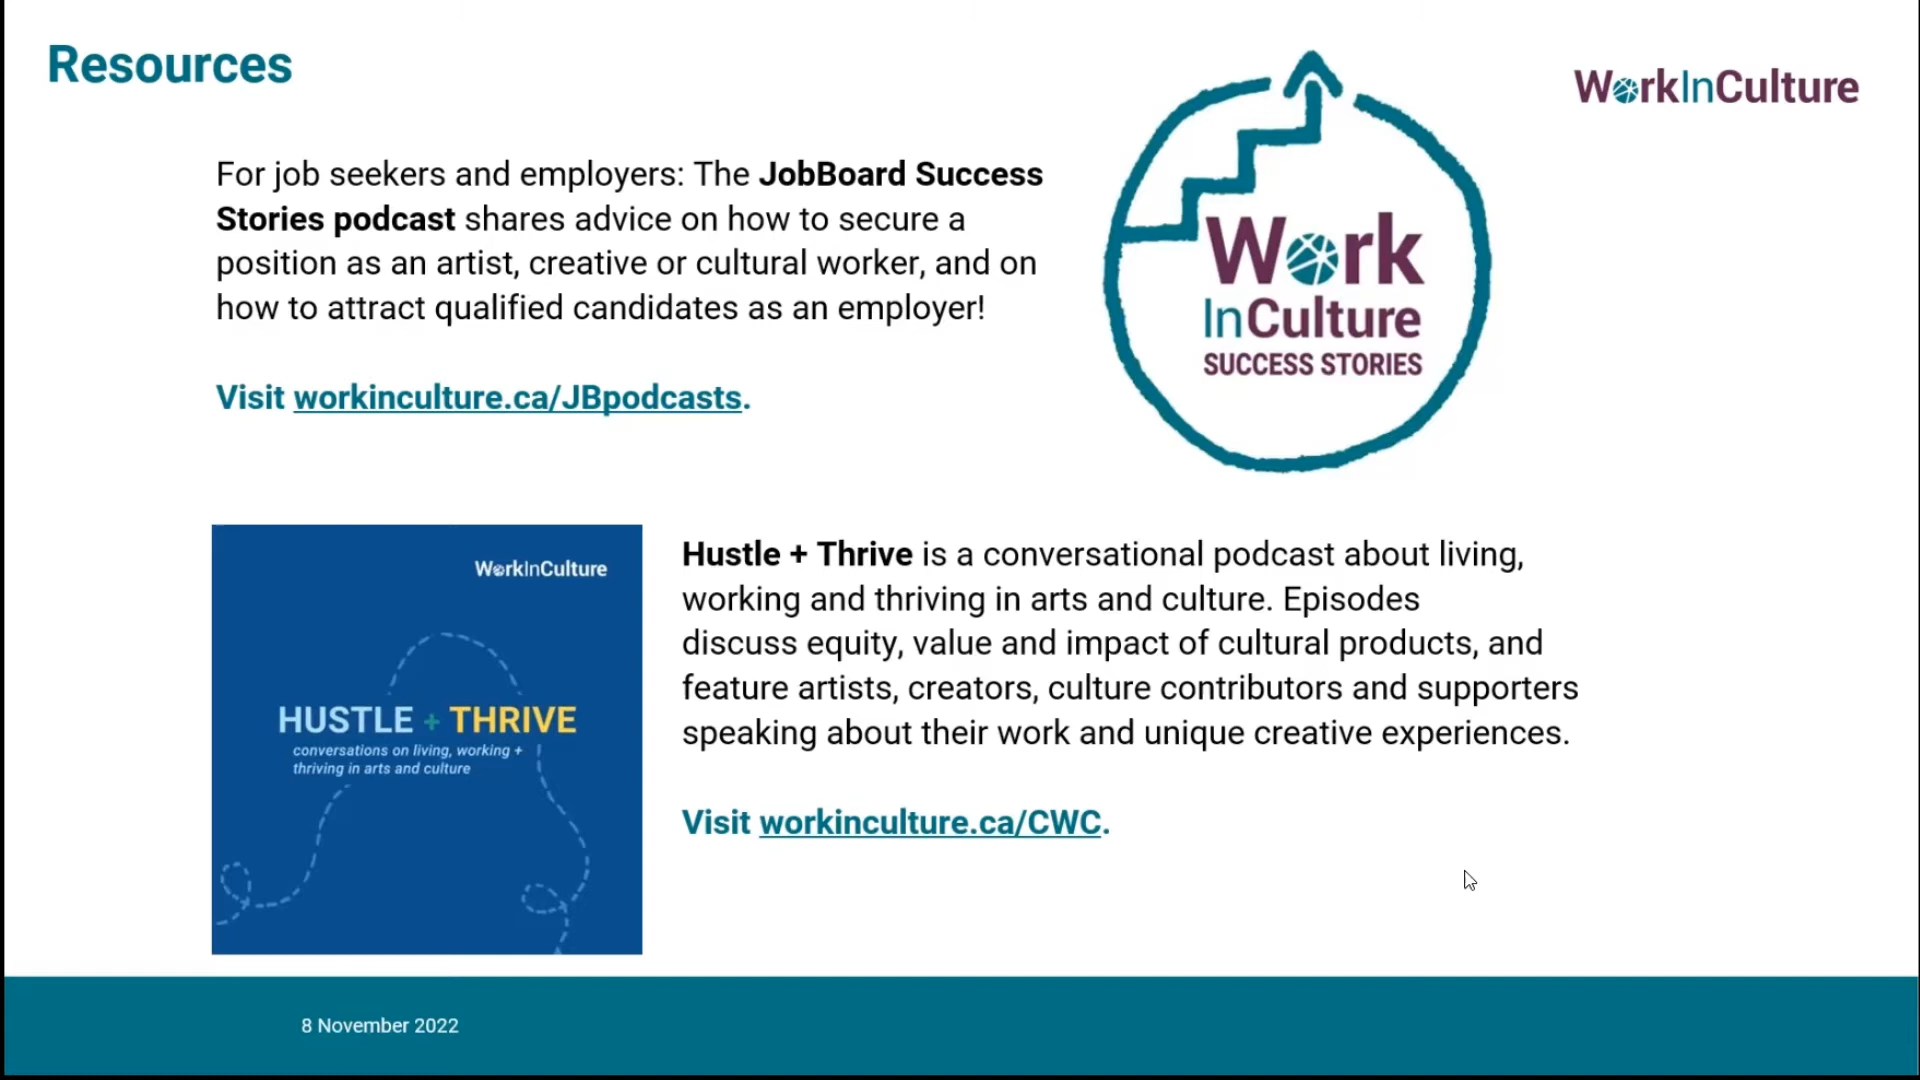 Resources
WorkInCulture
For job seekers and employers: The JobBoard Success
Stories podcast shares advice on how to secure a
position as an artist, creative or cultural worker, and on
how to attract qualified candidates as an employer!
Visit workinculture.ca/JBpodcasts.
Work
InCulture
SUCCESS STORIES
WorkInCulture
HUSTLE + THRIVE
conversations on living, working +
thriving in arts and culture
Hustle + Thrive is a conversational podcast about living,
working and thriving in arts and culture. Episodes
discuss equity, value and impact of cultural products, and
feature artists, creators, culture contributors and supporters
speaking about their work and unique creative experiences.
Visit workinculture.ca/CWC.
8 November 2022